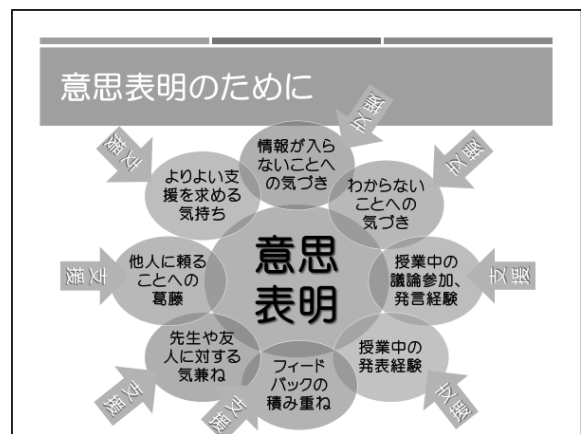 意思表明のために
支援
情報が入ら
ないことへ
の気づき
支援
わからない
ことへの
気づき
支援
授業中の
議論参加、
発言経験
支援
授業中の
発表経験
支援
フィード
バックの
積み重ね
支援
先生や友
人に対する
気兼ね
支援
他人に頼る
ことへの
葛藤
支援
よりよい支
援を求める
気持ち
支援
意思
表明